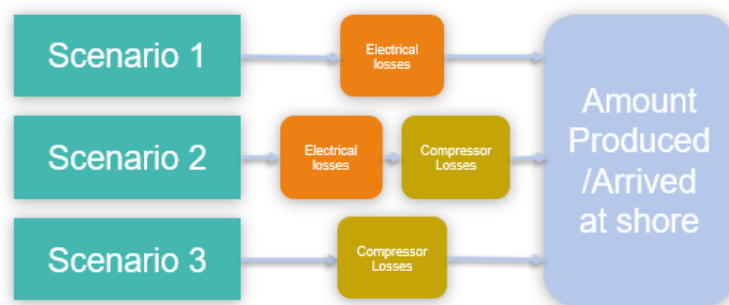 Scenario 1
Electrical
losses
Scenario 2
Electrical
losses
Compressor
Losses
Scenario 3
Compressor
Losses
Amount
Produced
/Arrived
at shore